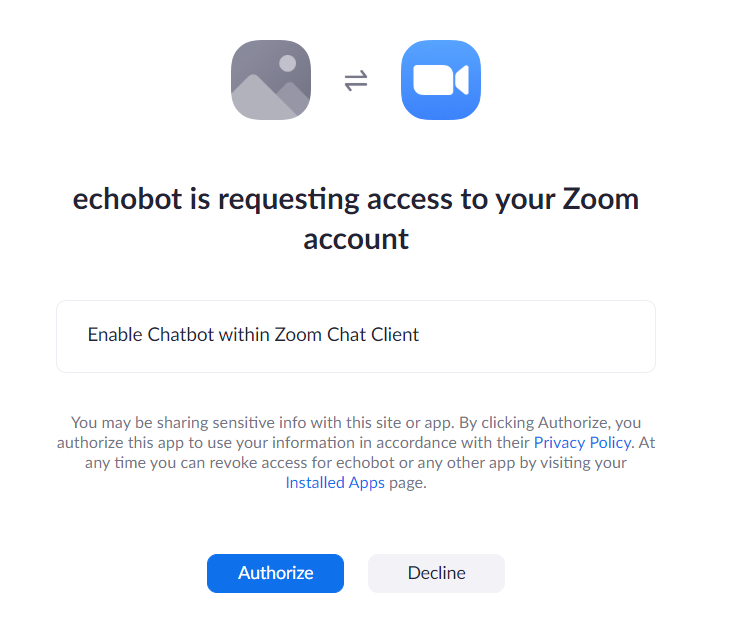 echobot is requesting access to your Zoom
account
Enable Chatbot within Zoom Chat Client
You may be sharing sensitive info with this site or app. By clicking Authorize, you
authorize this app to use your information in accordance with their Privacy Policy. At
any time you can revoke access for echobot or any other app by visiting your
Installed Apps page.
Authorize
Decline